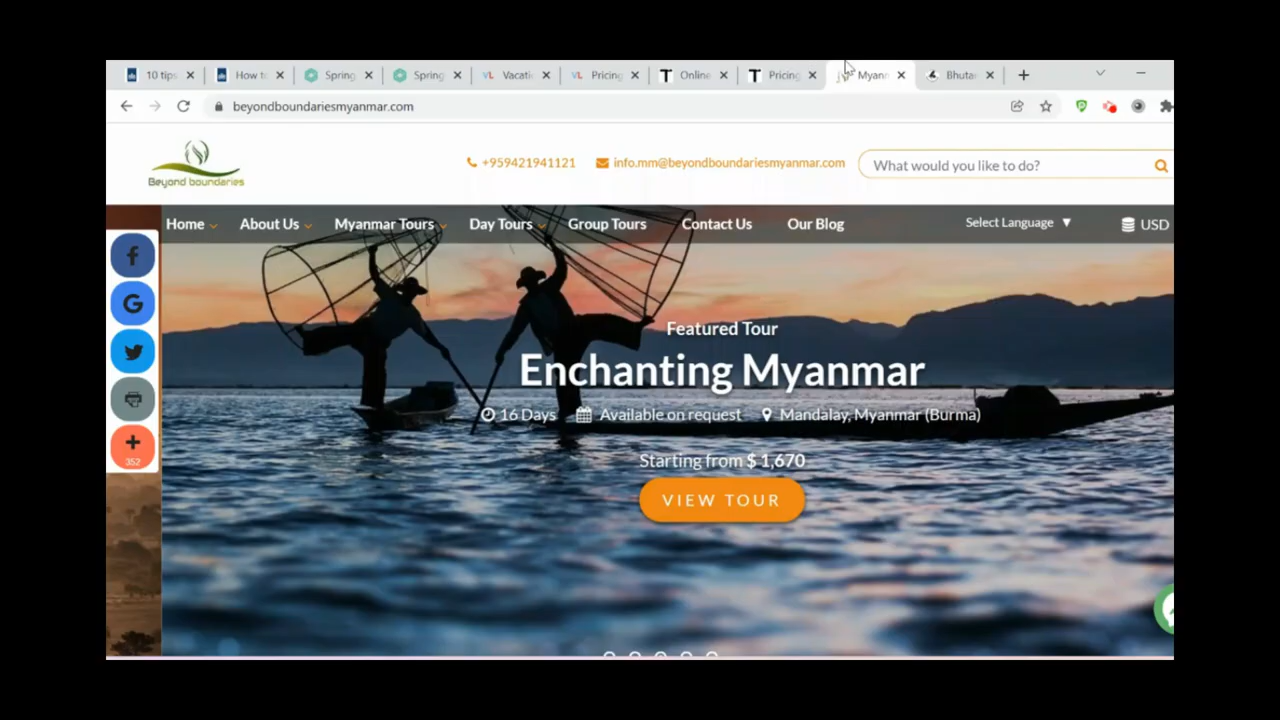 10 tips
How to
Spring
Spring
Vacati
Pricing
Online
Pricing
Myann
Bhuta
beyondboundariesmyanmar.com
Beyond boundaries
+959421941121
info.mm@beyondboundariesmyanmar.com
What would you like to do?
Home
About Us
Myanmar Tours
Day Tours
Group Tours
Contact Us
Our Blog
Select Language ▼
USD
352
Featured Tour
Enchanting Myanmar
16 Days
Available on request
Mandalay, Myanmar (Burma)
Starting from $ 1,670
VIEW TOUR